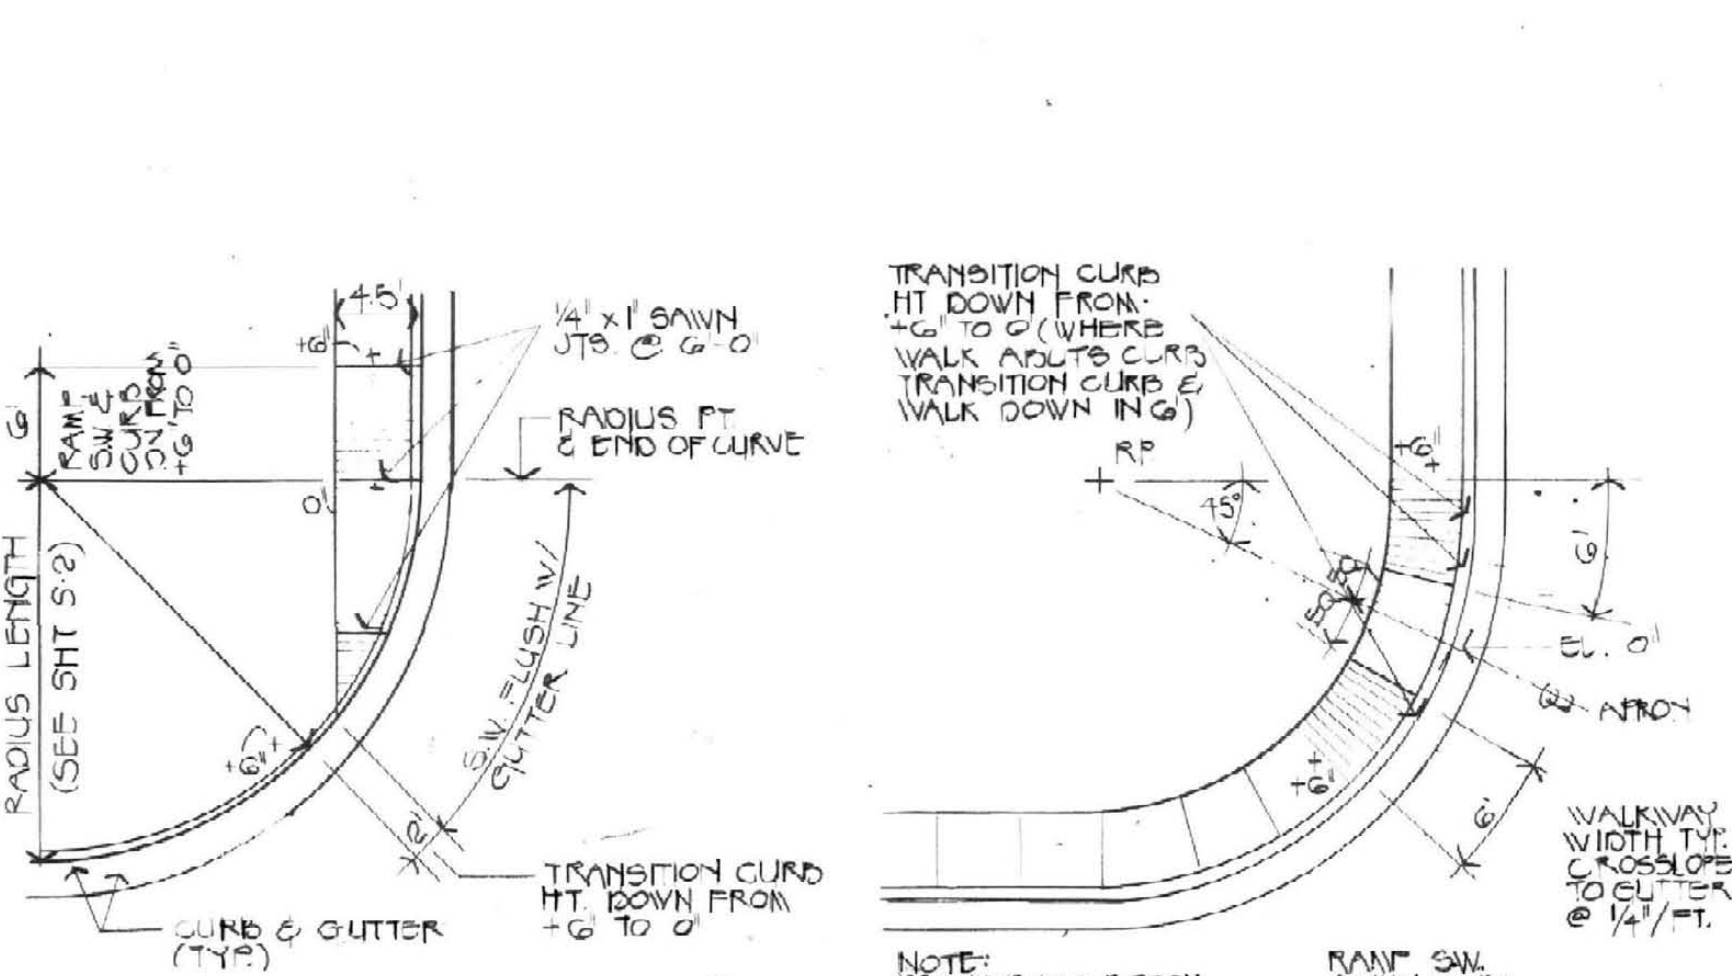 4.5'
+6"
RAMP
S.W. &
CURB
DN FROM
+6" TO 0"
6'
1/4" x 1" SAWN
JTS. @ 6'-0"
RADIUS PT.
& END OF CURVE
0"
RADIUS LENGTH
(SEE SHT S-2)
S.W. FLUSH W/
GUTTER LINE
+6"
2'
TRANSITION CURB
HT. DOWN FROM
+6" TO 0"
CURB & GUTTER
(TYP.)
TRANSITION CURB
HT DOWN FROM
+6" TO 0" (WHERE
WALK ABUTS CURB
TRANSITION CURB &
WALK DOWN IN 6')
RP
45°
+6"
6'
EL. 0"
APRON
+6"
6'
WALKWAY
WIDTH TYP.
CROSSLOPE
TO GUTTER
@ 1/4"/FT.
NOTE:
RAMP S.W.